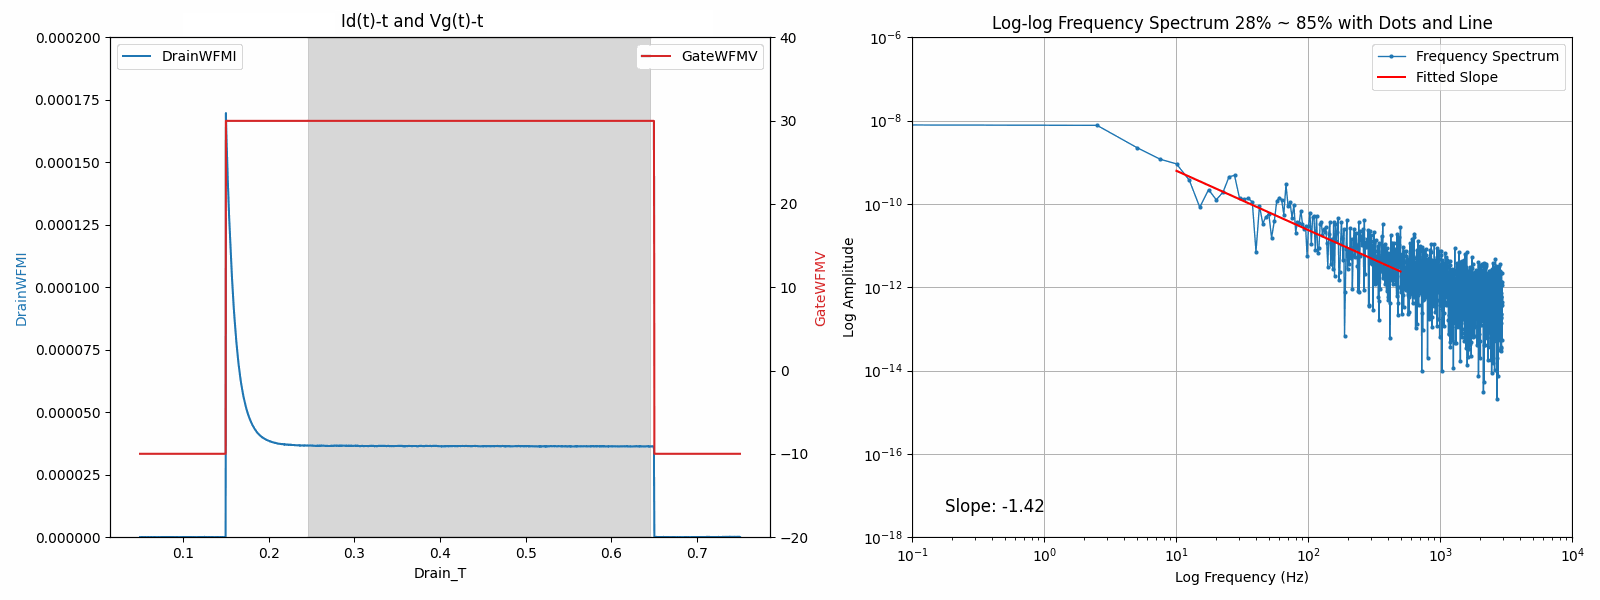 Id(t)-t and Vg(t)-t
DrainWFMI
GateWFMV
0.000200
0.000175
0.000150
0.000125
0.000100
0.000075
0.000050
0.000025
0.000000
DrainWFMI
40
30
20
10
0
−10
−20
GateWFMV
0.1 0.2 0.3 0.4 0.5 0.6 0.7
Drain_T
Log-log Frequency Spectrum 28% ~ 85% with Dots and Line
Frequency Spectrum
Fitted Slope
10⁻⁶
10⁻⁸
10⁻¹⁰
10⁻¹²
10⁻¹⁴
10⁻¹⁶
10⁻¹⁸
Log Amplitude
Slope: -1.42
10⁻¹ 10⁰ 10¹ 10² 10³ 10⁴
Log Frequency (Hz)